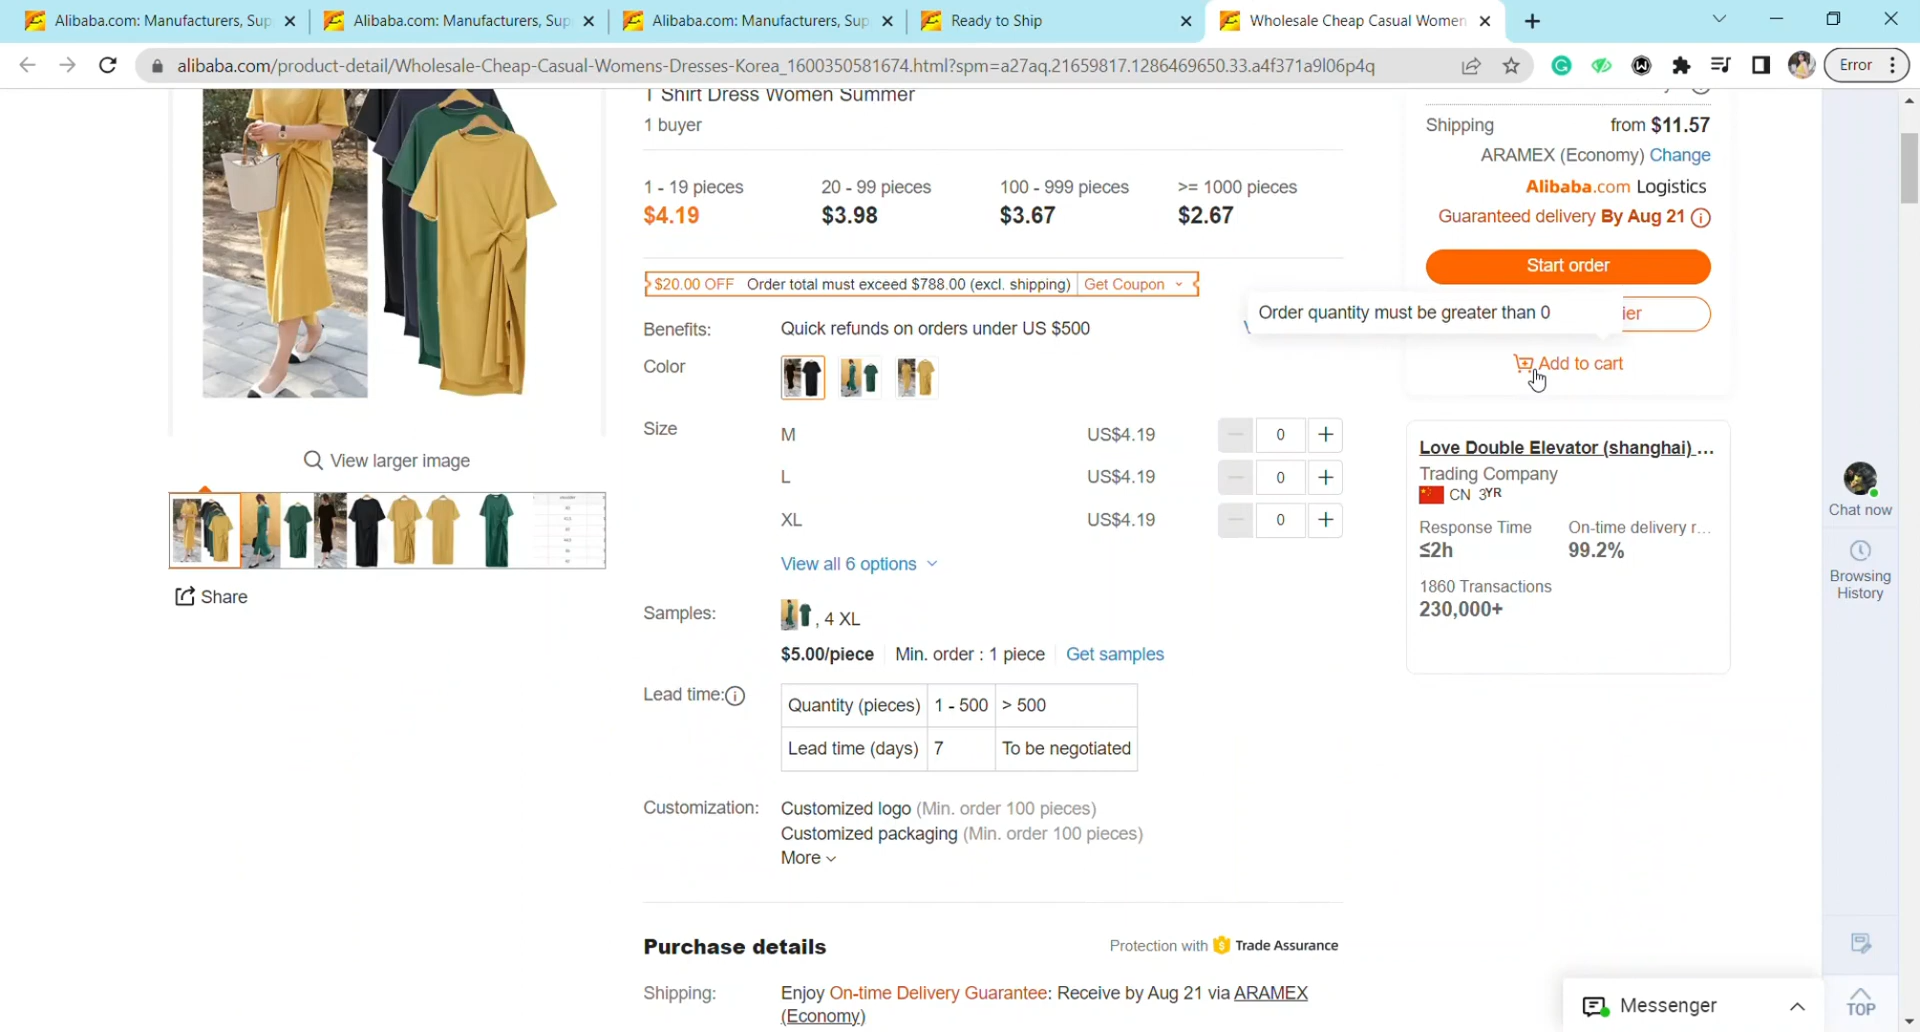 Alibaba.com: Manufacturers, Sup
Alibaba.com: Manufacturers, Sup
Alibaba.com: Manufacturers, Sup
Ready to Ship
Wholesale Cheap Casual Women
alibaba.com/product-detail/Wholesale-Cheap-Casual-Womens-Dresses-Korea_1600350581674.html?spm=a27aq.21659817.1286469650.33.a4f371a9l06p4q
Error
T Shirt Dress Women Summer
1 buyer
1 - 19 pieces
$4.19
20 - 99 pieces
$3.98
100 - 999 pieces
$3.67
>= 1000 pieces
$2.67
$20.00 OFF Order total must exceed $788.00 (excl. shipping) Get Coupon
Benefits: Quick refunds on orders under US $500
Color
Size
M US$4.19 0
L US$4.19 0
XL US$4.19 0
View all 6 options
Samples: , 4 XL
$5.00/piece Min. order : 1 piece Get samples
Lead time:
Quantity (pieces) 1 - 500 > 500
Lead time (days) 7 To be negotiated
Customization: Customized logo (Min. order 100 pieces)
Customized packaging (Min. order 100 pieces)
More
Purchase details
Protection with Trade Assurance
Shipping: Enjoy On-time Delivery Guarantee: Receive by Aug 21 via ARAMEX
(Economy)
View larger image
Share
Shipping from $11.57
ARAMEX (Economy) Change
Alibaba.com Logistics
Guaranteed delivery By Aug 21
Start order
Order quantity must be greater than 0
ier
Add to cart
Love Double Elevator (shanghai) ...
Trading Company
CN 3YR
Response Time
≤2h
On-time delivery r...
99.2%
1860 Transactions
230,000+
Chat now
Browsing
History
Messenger
TOP